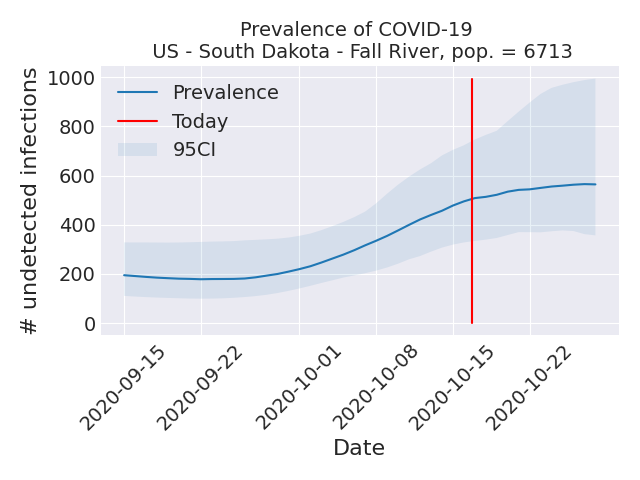 Prevalence of COVID-19
US - South Dakota - Fall River, pop. = 6713
# undetected infections
1000
800
600
400
200
0
Prevalence
Today
95CI
2020-09-15
2020-09-22
2020-10-01
2020-10-08
2020-10-15
2020-10-22
Date